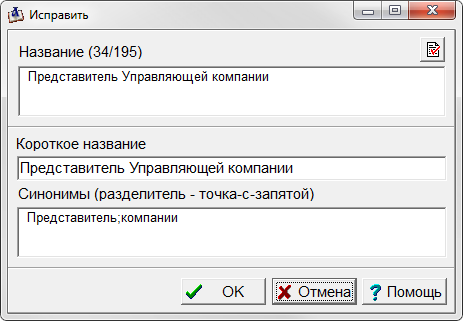 Исправить
Название (34/195)
Представитель Управляющей компании
Короткое название
Представитель Управляющей компании
Синонимы (разделитель - точка-с-запятой)
Представитель;компании
OK Отмена Помощь